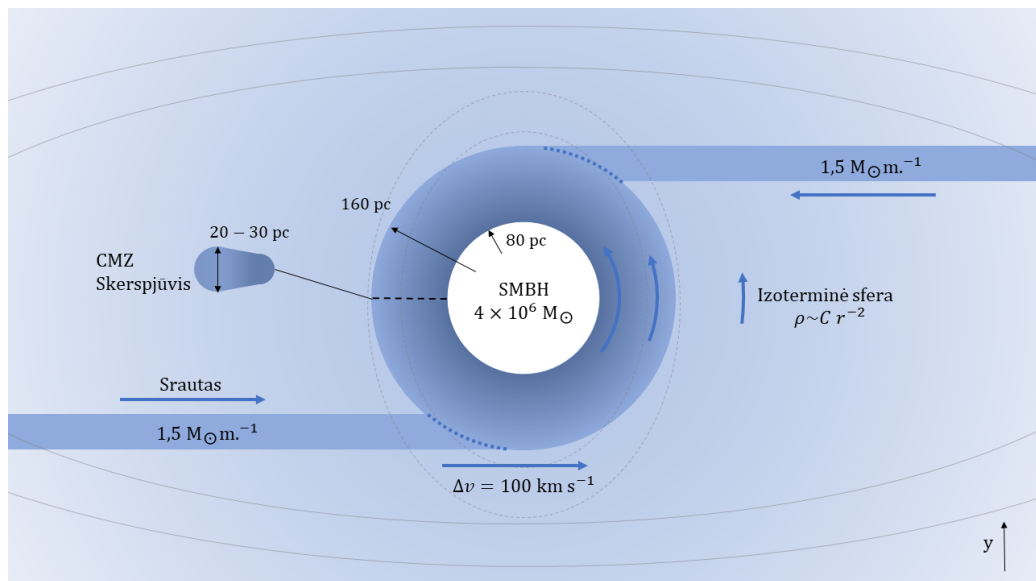 1,5 M☉m.⁻¹
160 pc
20 − 30 pc
80 pc
CMZ
Skerspjūvis
SMBH
4 × 10⁶ M☉
Izoterminė sfera
ρ~C r⁻²
Srautas
1,5 M☉m.⁻¹
Δv = 100 km s⁻¹
y